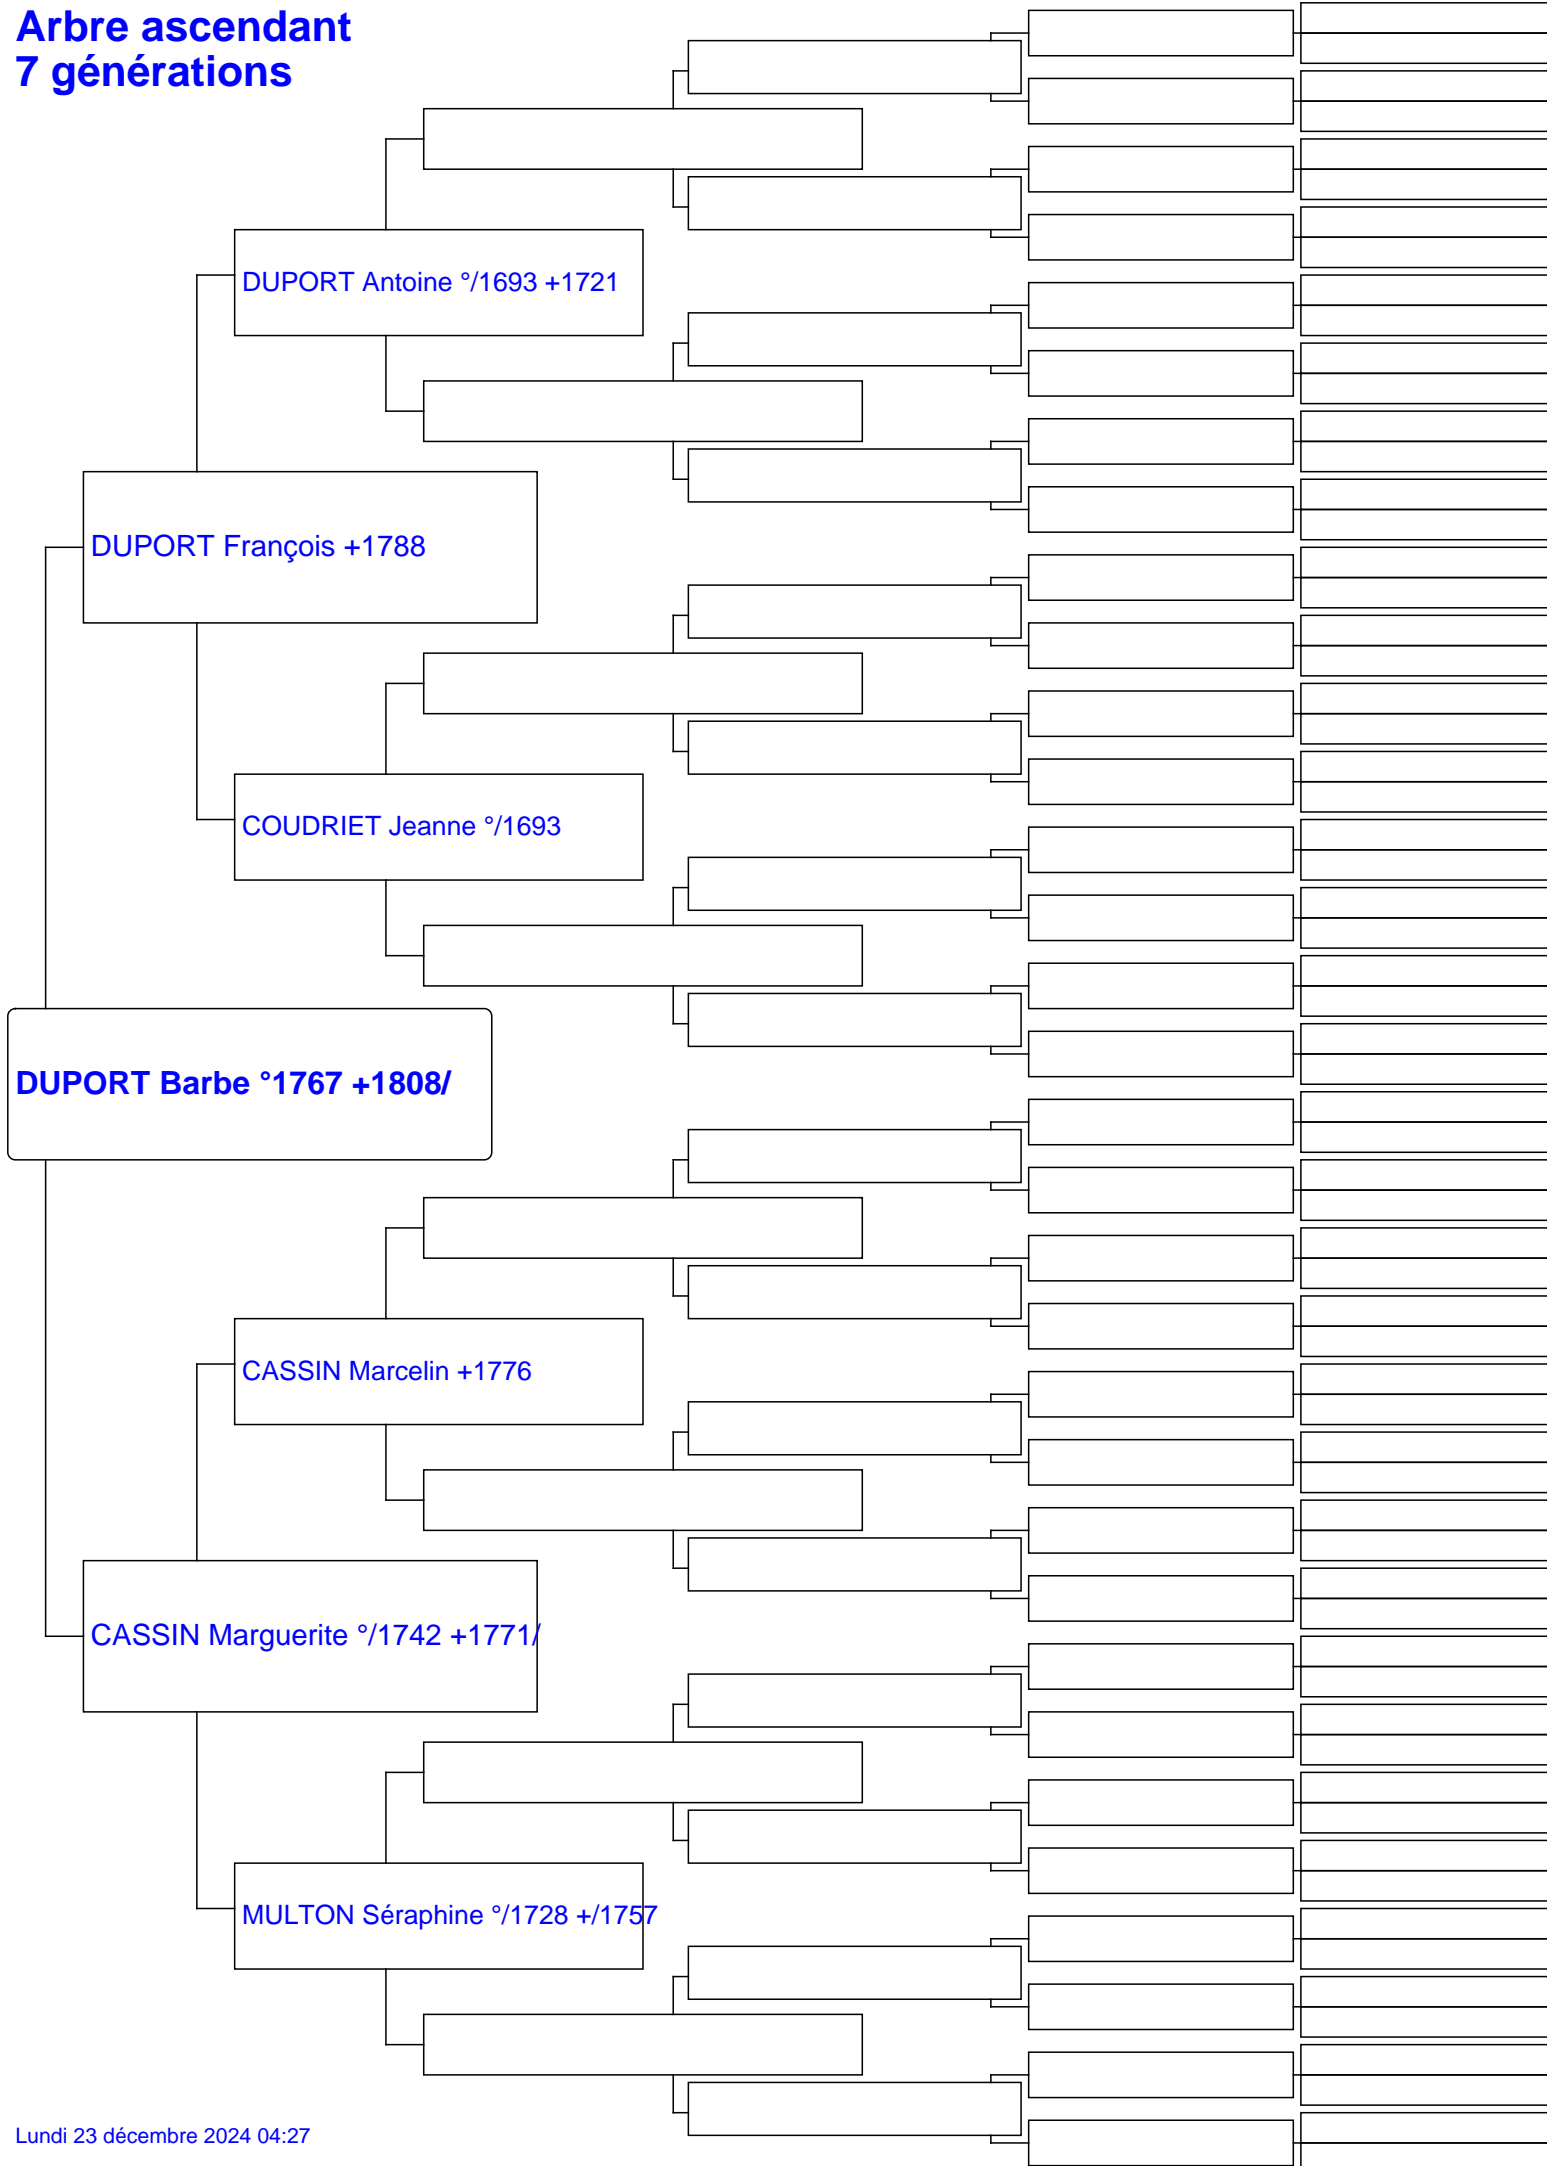 Arbre ascendant
7 générations
DUPORT Antoine °/1693 +1721
DUPORT François +1788
COUDRIET Jeanne °/1693
DUPORT Barbe °1767 +1808/
CASSIN Marcelin +1776
CASSIN Marguerite °/1742 +1771/
MULTON Séraphine °/1728 +/1757
Lundi 23 décembre 2024 04:27